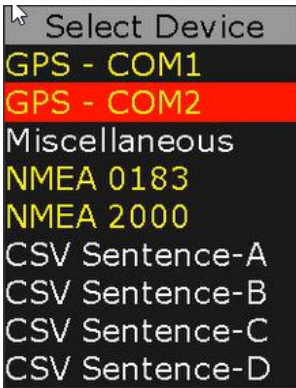 Select Device
GPS - COM1
GPS - COM2
Miscellaneous
NMEA 0183
NMEA 2000
CSV Sentence-A
CSV Sentence-B
CSV Sentence-C
CSV Sentence-D